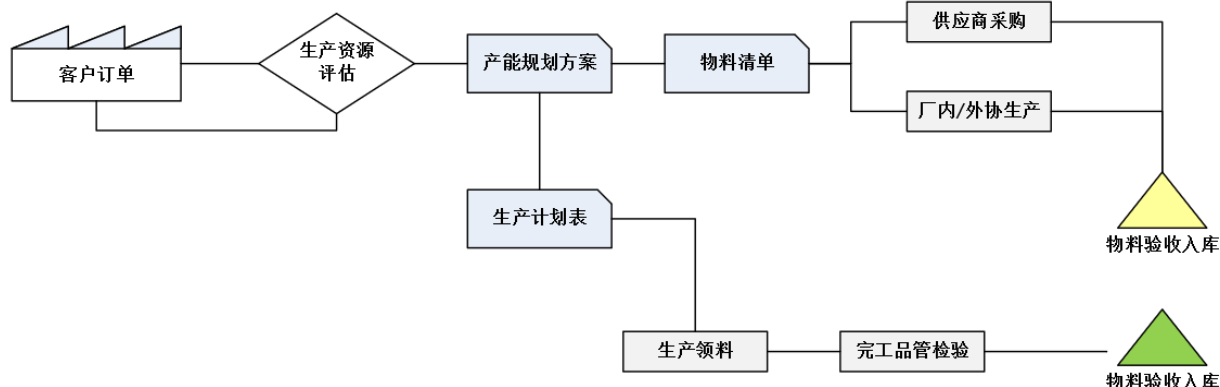 客户订单
生产资源
评估
产能规划方案
物料清单
供应商采购
厂内/外协生产
生产计划表
物料验收入库
生产领料
完工品管检验
物料验收入库